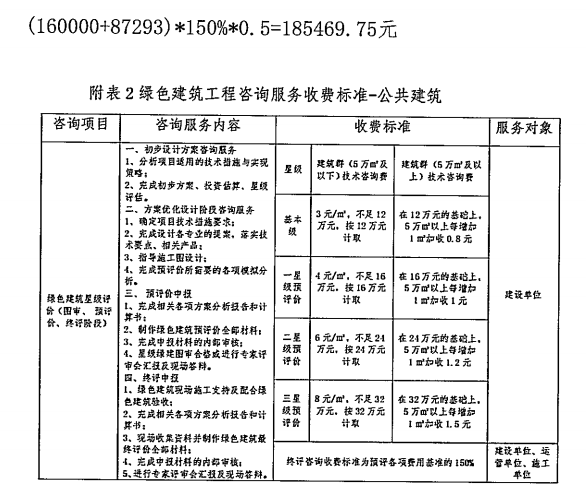 (160000+87293)*150%*0.5=185469.75元
附表2 绿色建筑工程咨询服务收费标准-公共建筑
咨询项目
咨询服务内容
收费标准
服务对象
绿色建筑星级评
价（图审、预评
价、终评阶段）
一、初步设计方案咨询服务
1、分析项目适用的技术措施与实现
策略；
2、完成初步方案、投资估算、星级
评估。
二、方案优化设计阶段咨询服务
1、确定项目技术措施要求；
2、完成设计各专业的提案，落实技
术要点、相关产品；
3、指导施工图设计；
4、完成预评价所需要的各项模拟分
析。
三、预评价申报
1、完成相关各项方案分析报告和计
算书；
2、制作绿色建筑预评价全部材料；
3、完成申报材料的内部审核；
4、星级绿建图审合格或进行专家评
审会汇报及现场答辩。
四、终评申报
1、绿色建筑现场施工支持及配合绿
色建筑验收；
2、完成相关各项方案分析报告和计
算书；
3、现场收集资料并制作绿色建筑最
终评价全部材料；
4、完成申报材料的内部审核；
5、进行专家评审会汇报及现场答辩。
星级
建筑群（5万㎡及
以下）技术咨询费
建筑群（5万㎡及以
上）技术咨询费
基本
级
3元/㎡，不足12
万元，按12万元
计取
在12万元的基础上，
5万㎡以上每增加
1㎡加收0.8元
一星
级预
评价
4元/㎡，不足16
万元，按16万元
计取
在16万元的基础上，
5万㎡以上每增加
1㎡加收1元
二星
级预
评价
6元/㎡，不足24
万元，按24万元
计取
在24万元的基础上，
5万㎡以上每增加
1㎡加收1.2元
三星
级预
评价
8元/㎡，不足32
万元，按32万元
计取
在32万元的基础上，
5万㎡以上每增加
1㎡加收1.5元
终评咨询收费标准为预评各项费用基准的150%
建设单位
建设单位、运
营单位、施工
单位